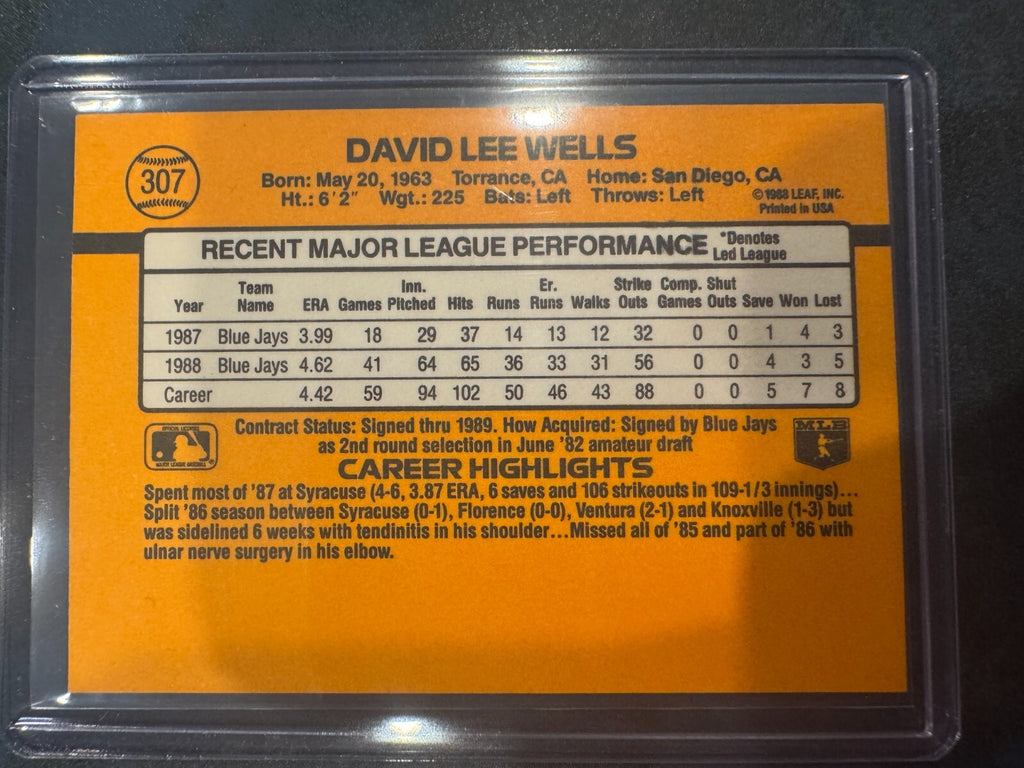 DAVID LEE WELLS
307
Born: May 20, 1963 Torrance, CA Home: San Diego, CA
Ht.: 6'2" Wgt.: 225 Bats: Left Throws: Left
©1988 LEAF, INC.
Printed in USA
RECENT MAJOR LEAGUE PERFORMANCE *Denotes Led League
Year Team Name ERA Games Inn. Pitched Hits Runs Er. Runs Walks Strike Outs Comp. Games Shut Outs Save Won Lost
1987 Blue Jays 3.99 18 29 37 14 13 12 32 0 0 1 4 3
1988 Blue Jays 4.62 41 64 65 36 33 31 56 0 0 4 3 5
Career 4.42 59 94 102 50 46 43 88 0 0 5 7 8
Contract Status: Signed thru 1989. How Acquired: Signed by Blue Jays
as 2nd round selection in June '82 amateur draft
MLB
CAREER HIGHLIGHTS
Spent most of '87 at Syracuse (4-6, 3.87 ERA, 6 saves and 106 strikeouts in 109-1/3 innings)...
Split '86 season between Syracuse (0-1), Florence (0-0), Ventura (2-1) and Knoxville (1-3) but
was sidelined 6 weeks with tendinitis in his shoulder...Missed all of '85 and part of '86 with
ulnar nerve surgery in his elbow.